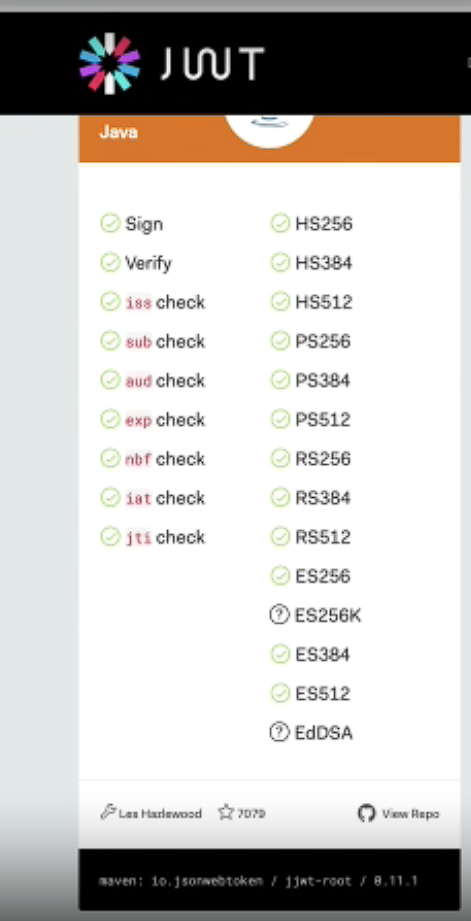 JWT
Java
Sign
Verify
iss check
sub check
aud check
exp check
nbf check
iat check
jti check
HS256
HS384
HS512
PS256
PS384
PS512
RS256
RS384
RS512
ES256
ES256K
ES384
ES512
EdDSA
Les Hazlewood 7079 View Repo
maven: io.jsonwebtoken / jjwt-root / 0.11.1